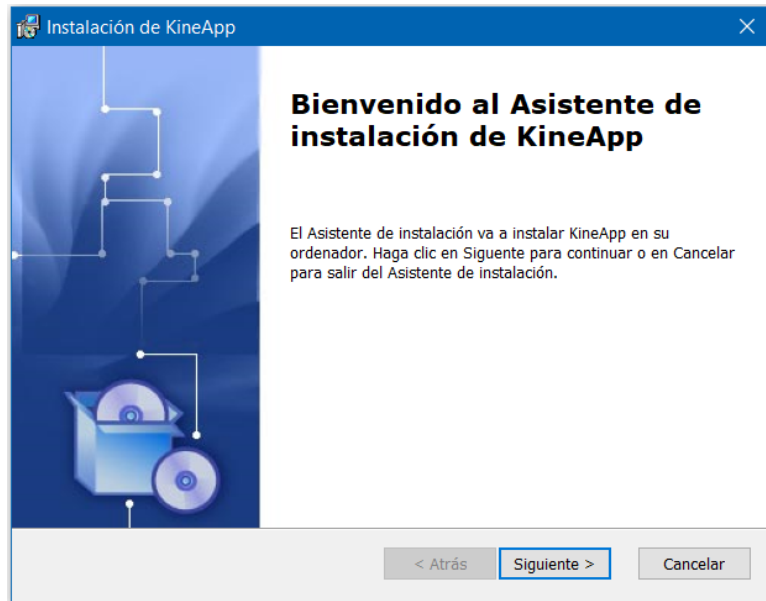 Instalación de KineApp
Bienvenido al Asistente de
instalación de KineApp
El Asistente de instalación va a instalar KineApp en su
ordenador. Haga clic en Siguente para continuar o en Cancelar
para salir del Asistente de instalación.
< Atrás Siguiente > Cancelar